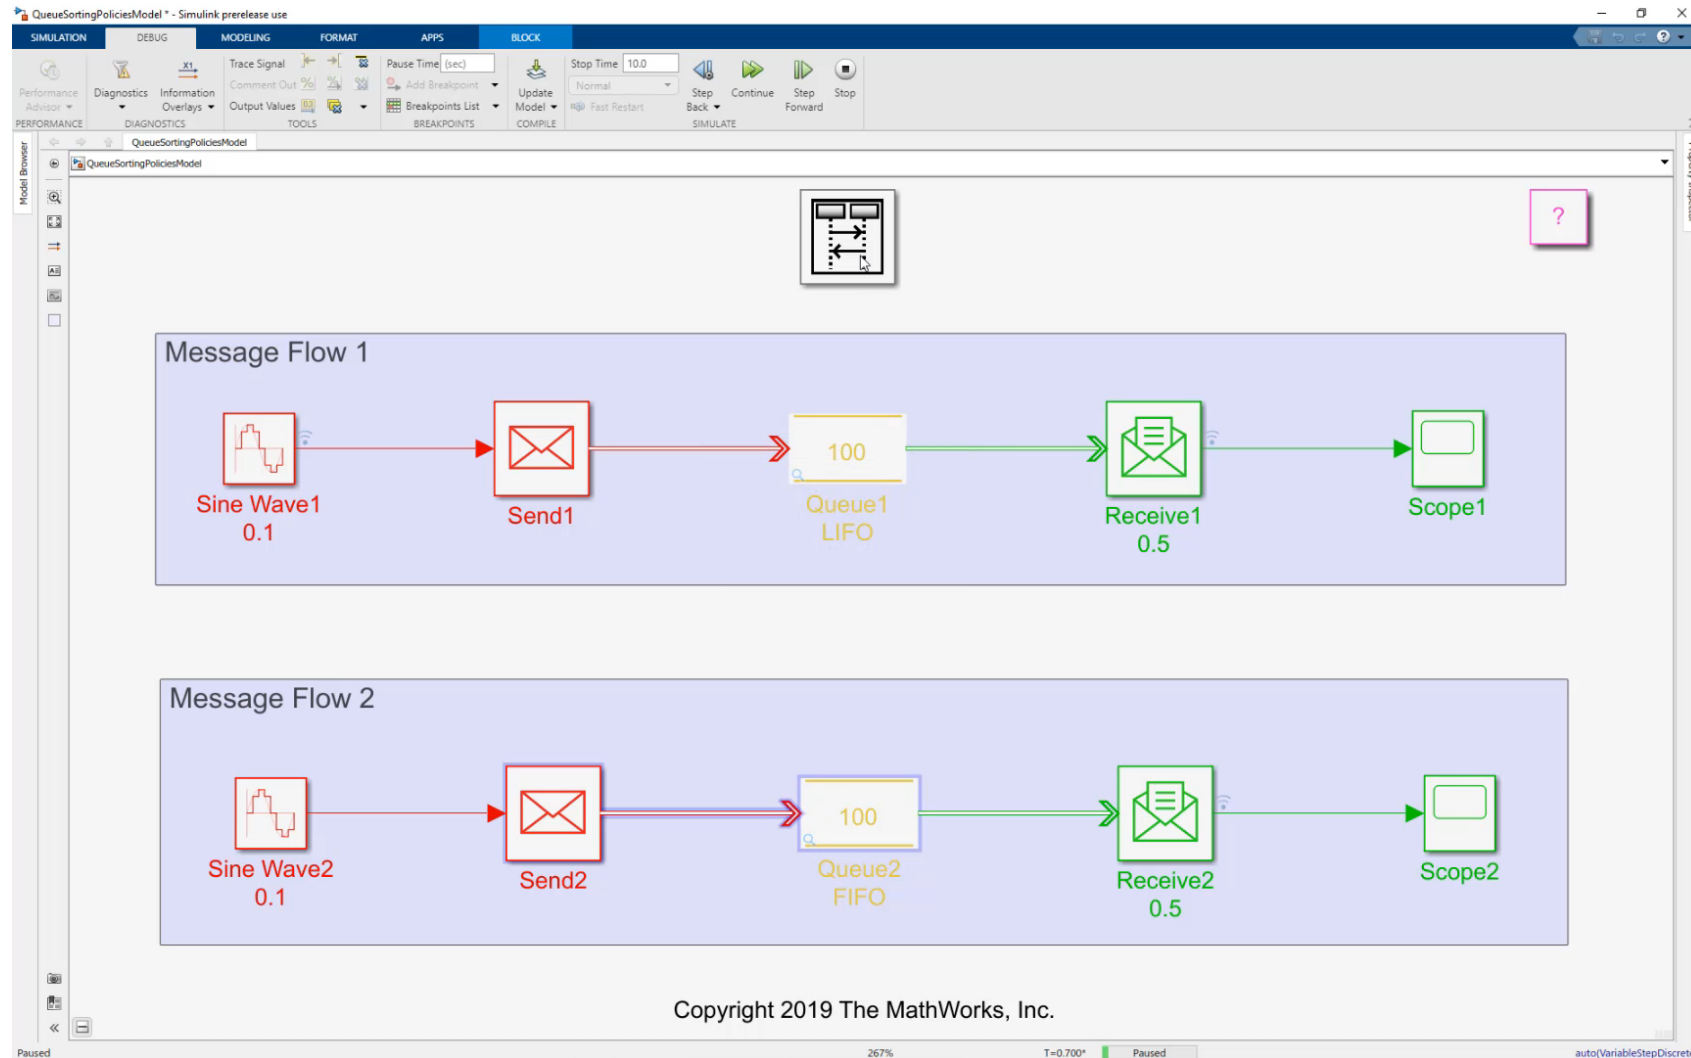 QueueSortingPoliciesModel * - Simulink prerelease use
SIMULATION DEBUG MODELING FORMAT APPS BLOCK
Performance Advisor
PERFORMANCE
Diagnostics
Information Overlays
DIAGNOSTICS
Trace Signal
Comment Out
Output Values
TOOLS
Pause Time (sec)
Add Breakpoint
Breakpoints List
BREAKPOINTS
Update Model
COMPILE
Stop Time 10.0
Normal
Fast Restart
Step Back
Continue
Step Forward
Stop
SIMULATE
QueueSortingPoliciesModel
QueueSortingPoliciesModel
Model Browser
?
Message Flow 1
100
Sine Wave1
0.1
Send1
Queue1
LIFO
Receive1
0.5
Scope1
Message Flow 2
100
Sine Wave2
0.1
Send2
Queue2
FIFO
Receive2
0.5
Scope2
Copyright 2019 The MathWorks, Inc.
Paused 267% T=0.700* Paused auto(VariableStepDiscret